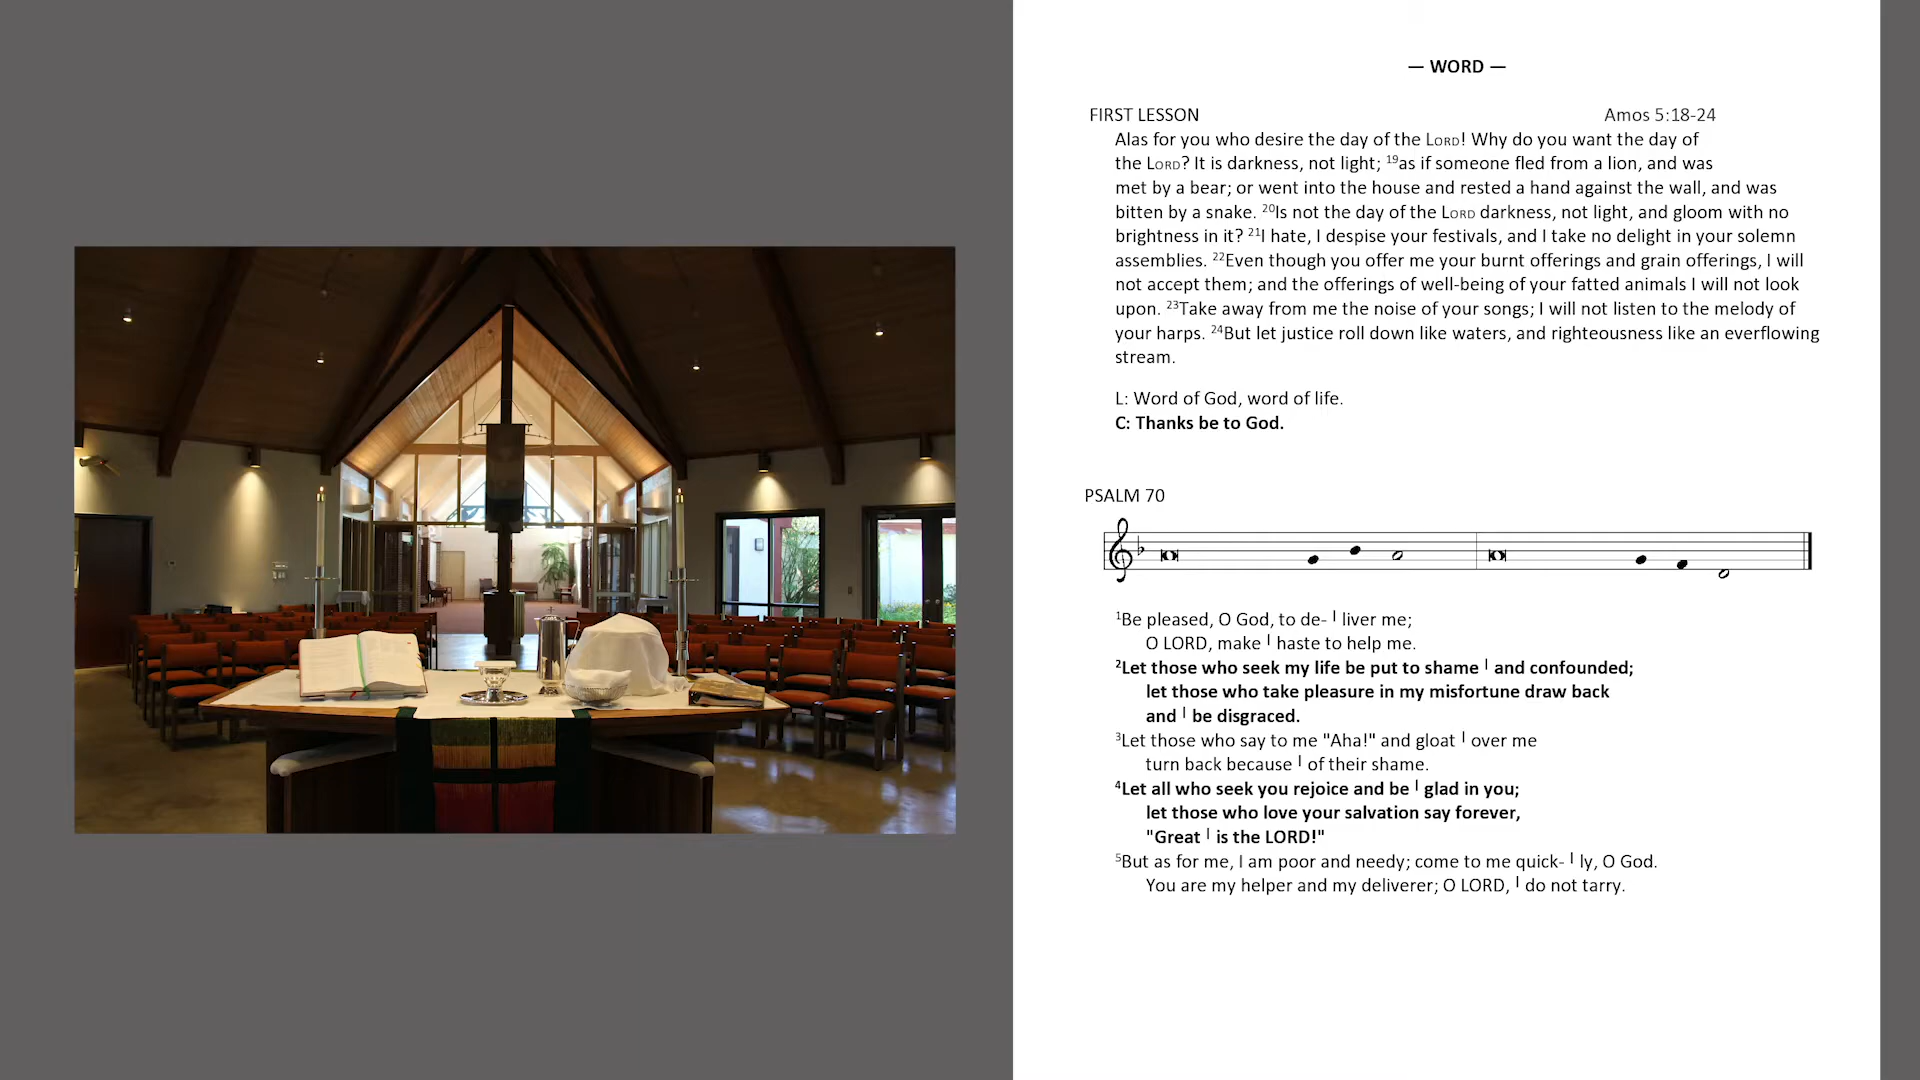 — WORD —
FIRST LESSON Amos 5:18-24
Alas for you who desire the day of the LORD! Why do you want the day of
the LORD? It is darkness, not light; 19as if someone fled from a lion, and was
met by a bear; or went into the house and rested a hand against the wall, and was
bitten by a snake. 20Is not the day of the LORD darkness, not light, and gloom with no
brightness in it? 21I hate, I despise your festivals, and I take no delight in your solemn
assemblies. 22Even though you offer me your burnt offerings and grain offerings, I will
not accept them; and the offerings of well-being of your fatted animals I will not look
upon. 23Take away from me the noise of your songs; I will not listen to the melody of
your harps. 24But let justice roll down like waters, and righteousness like an everflowing
stream.
L: Word of God, word of life.
C: Thanks be to God.
PSALM 70
1Be pleased, O God, to de- | liver me;
O LORD, make | haste to help me.
2Let those who seek my life be put to shame | and confounded;
let those who take pleasure in my misfortune draw back
and | be disgraced.
3Let those who say to me "Aha!" and gloat | over me
turn back because | of their shame.
4Let all who seek you rejoice and be | glad in you;
let those who love your salvation say forever,
"Great | is the LORD!"
5But as for me, I am poor and needy; come to me quick- | ly, O God.
You are my helper and my deliverer; O LORD, | do not tarry.